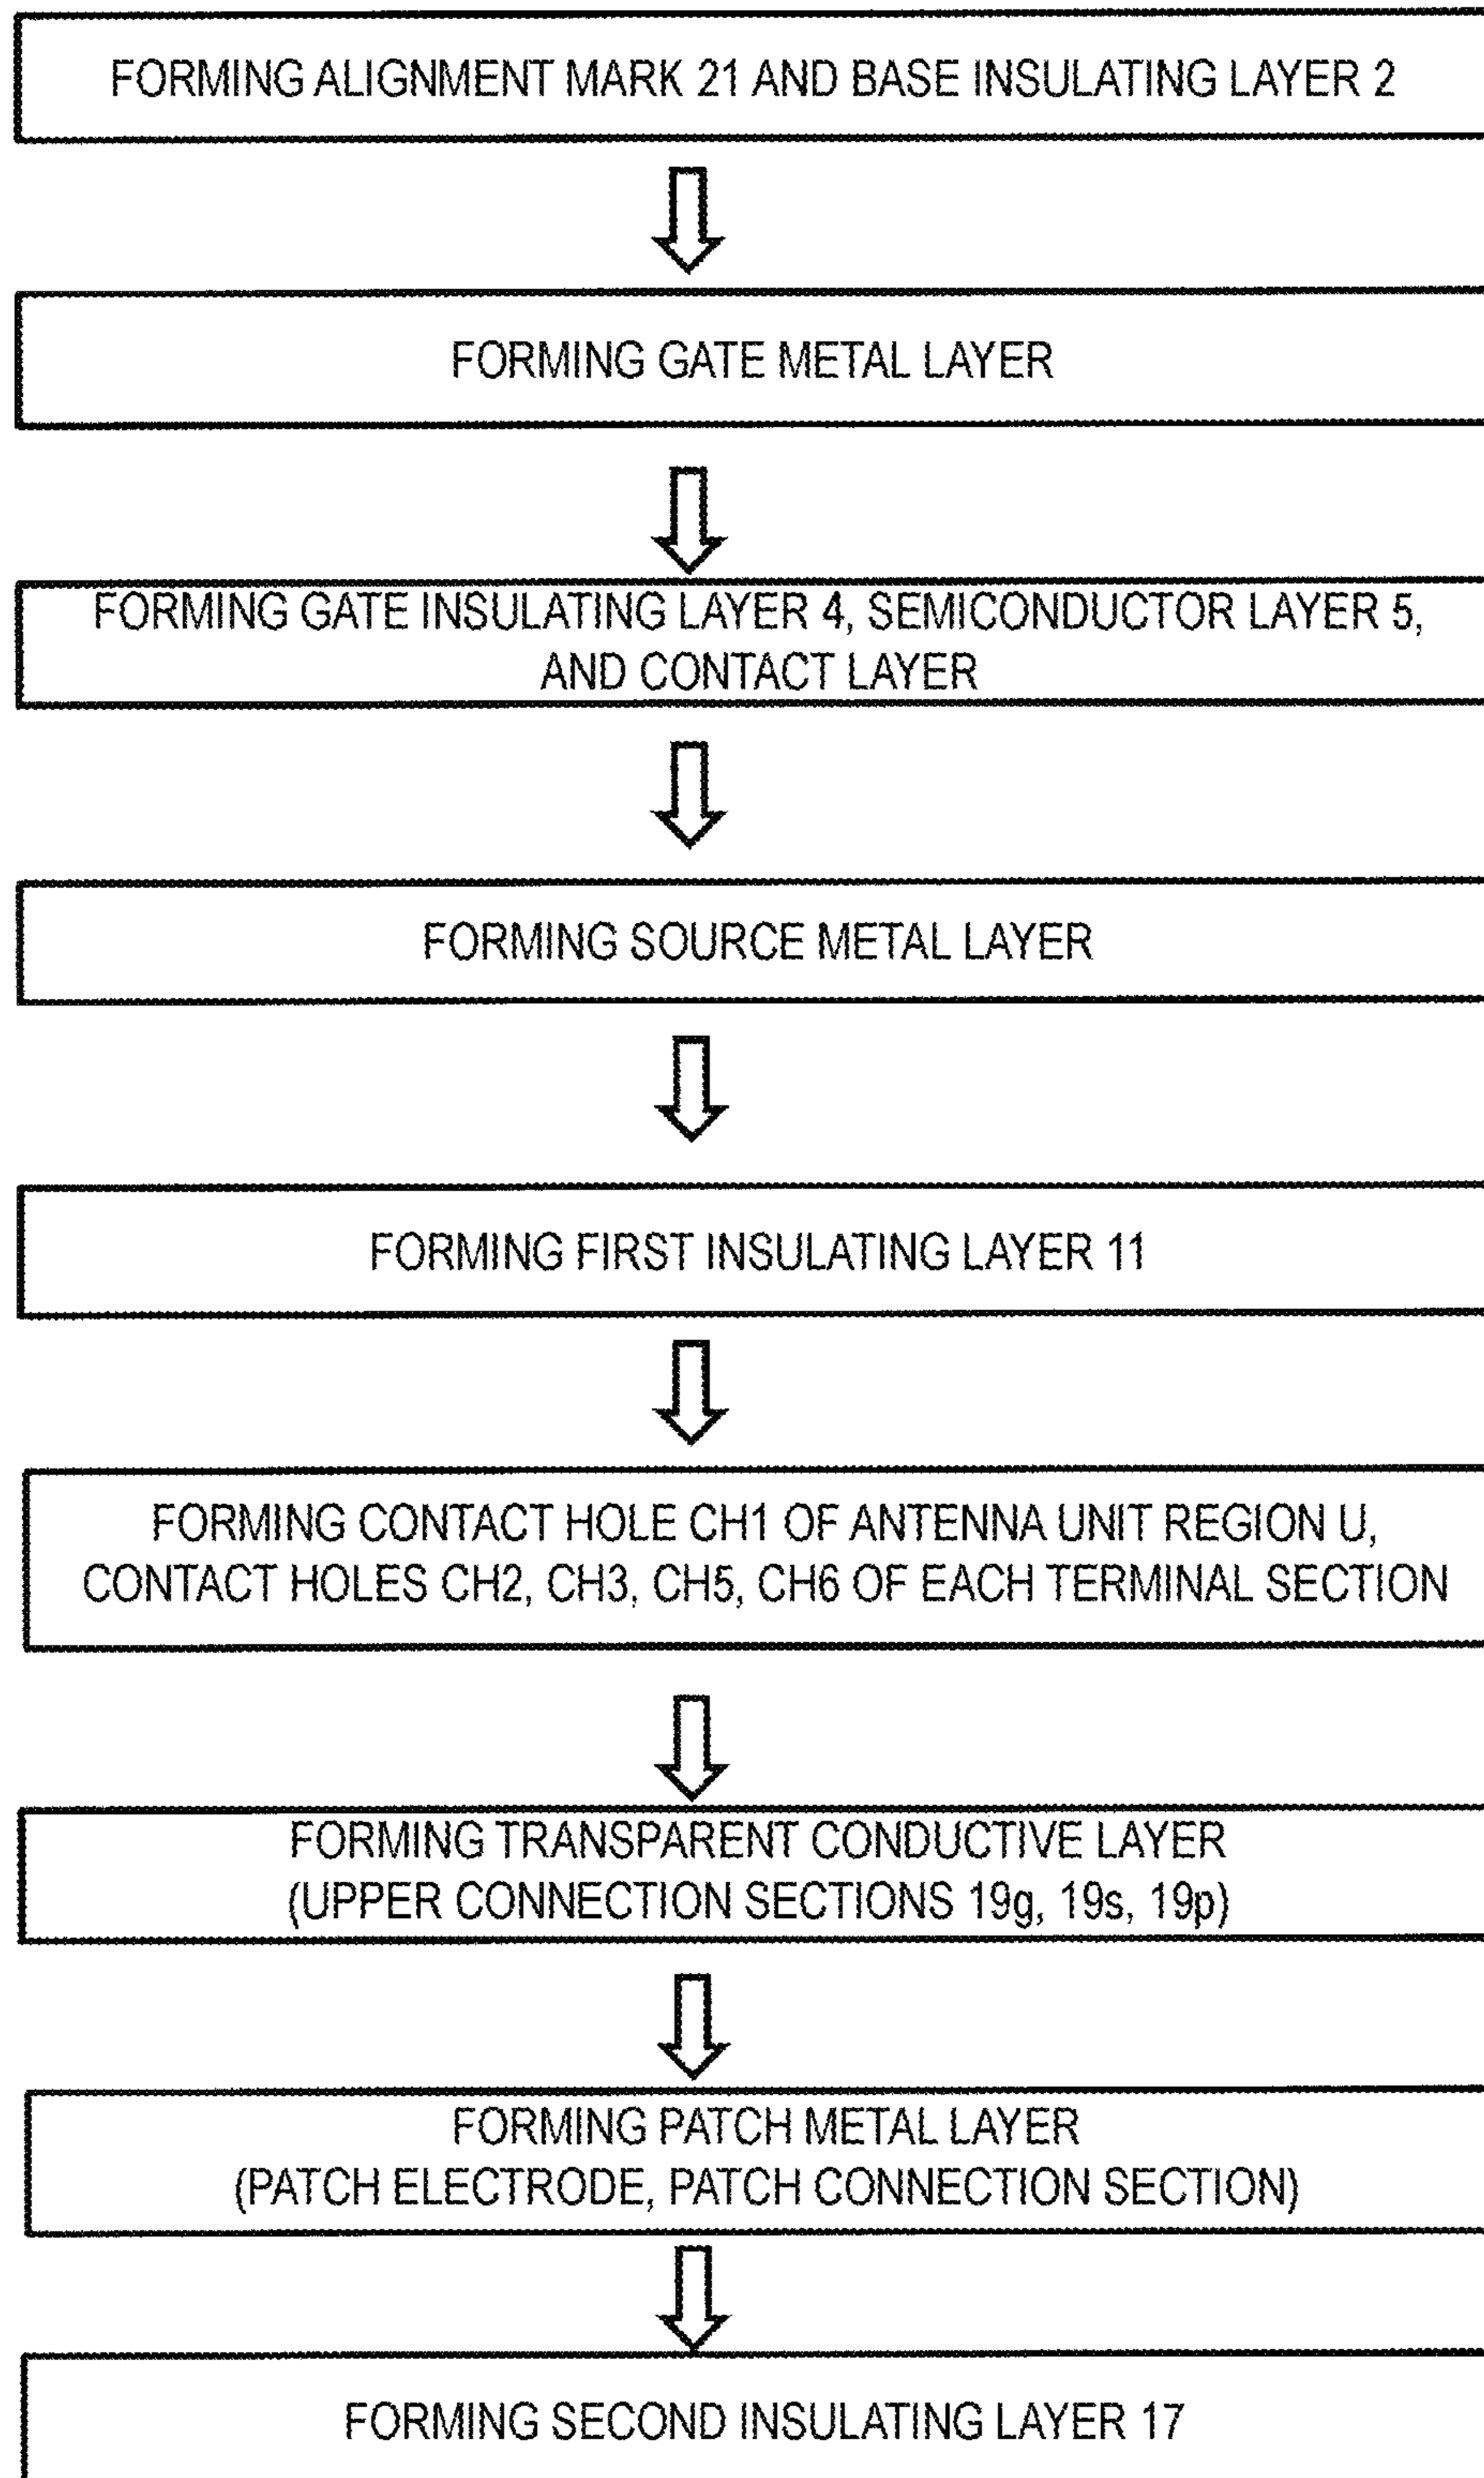 FORMING ALIGNMENT MARK 21 AND BASE INSULATING LAYER 2
FORMING GATE METAL LAYER
FORMING GATE INSULATING LAYER 4, SEMICONDUCTOR LAYER 5,
AND CONTACT LAYER
FORMING SOURCE METAL LAYER
FORMING FIRST INSULATING LAYER 11
FORMING CONTACT HOLE CH1 OF ANTENNA UNIT REGION U,
CONTACT HOLES CH2, CH3, CH5, CH6 OF EACH TERMINAL SECTION
FORMING TRANSPARENT CONDUCTIVE LAYER
(UPPER CONNECTION SECTIONS 19g, 19s, 19p)
FORMING PATCH METAL LAYER
(PATCH ELECTRODE, PATCH CONNECTION SECTION)
FORMING SECOND INSULATING LAYER 17